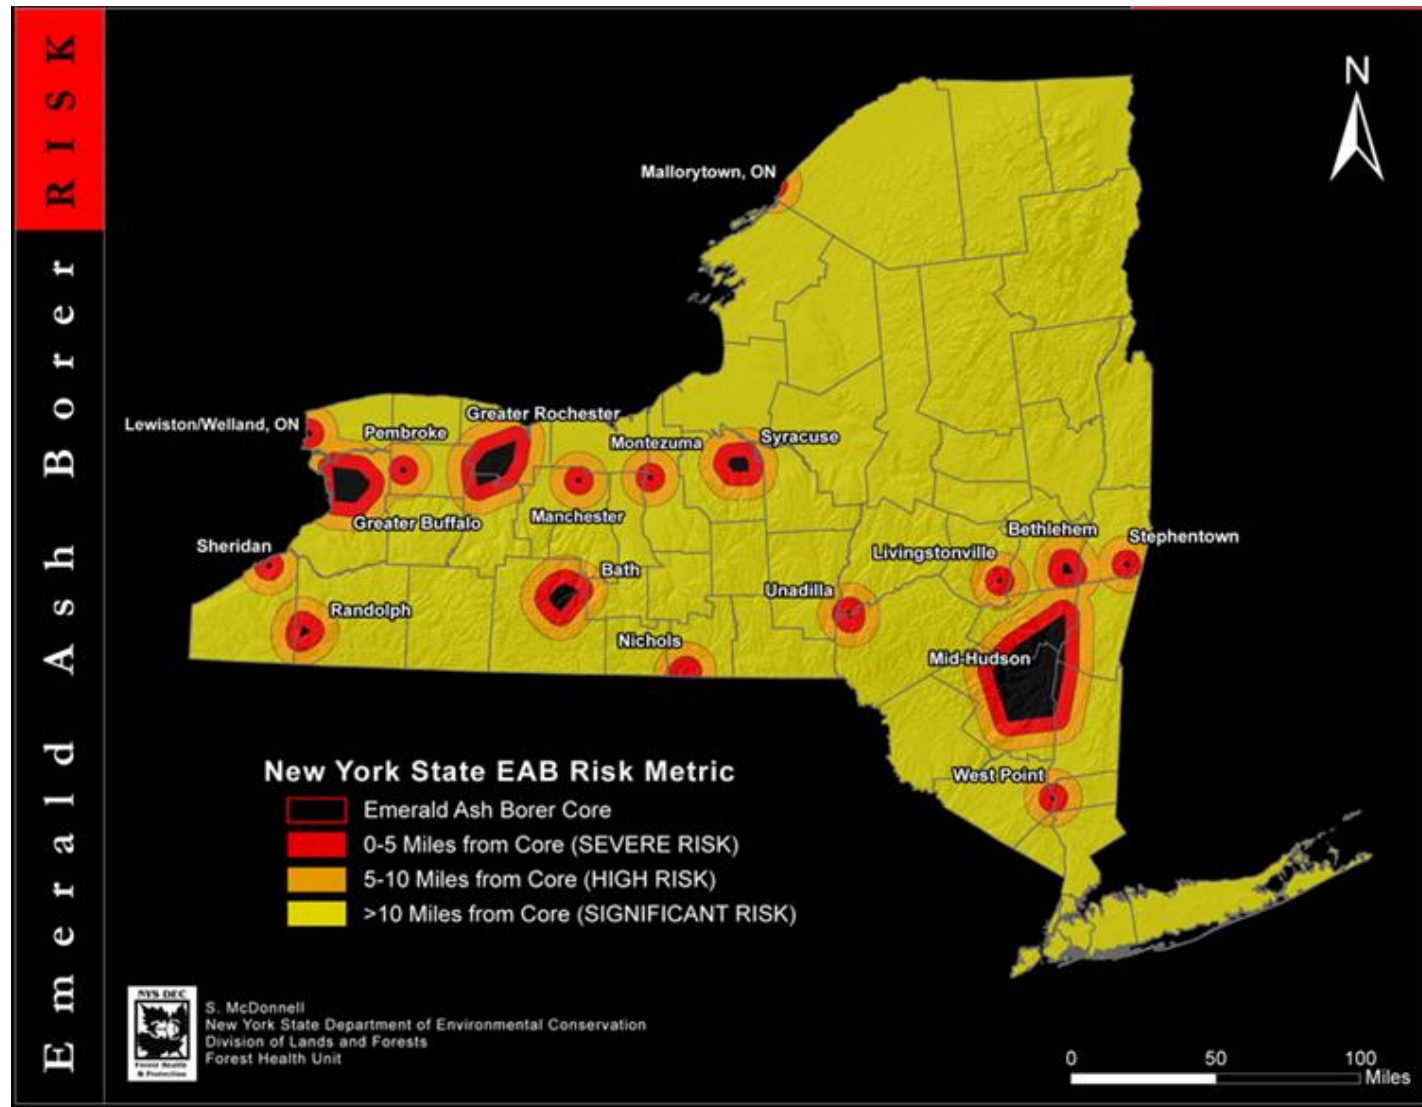 Emerald Ash Borer RISK
N
Mallorytown, ON
Greater Rochester
Lewiston/Welland, ON
Pembroke
Montezuma
Syracuse
Greater Buffalo
Manchester
Bethlehem
Stephentown
Sheridan
Livingstonville
Bath
Unadilla
Randolph
Nichols
Mid-Hudson
West Point
New York State EAB Risk Metric
Emerald Ash Borer Core
0-5 Miles from Core (SEVERE RISK)
5-10 Miles from Core (HIGH RISK)
>10 Miles from Core (SIGNIFICANT RISK)
NYS DEC
Forest Health
& Protection
S. McDonnell
New York State Department of Environmental Conservation
Division of Lands and Forests
Forest Health Unit
0 50 100
Miles